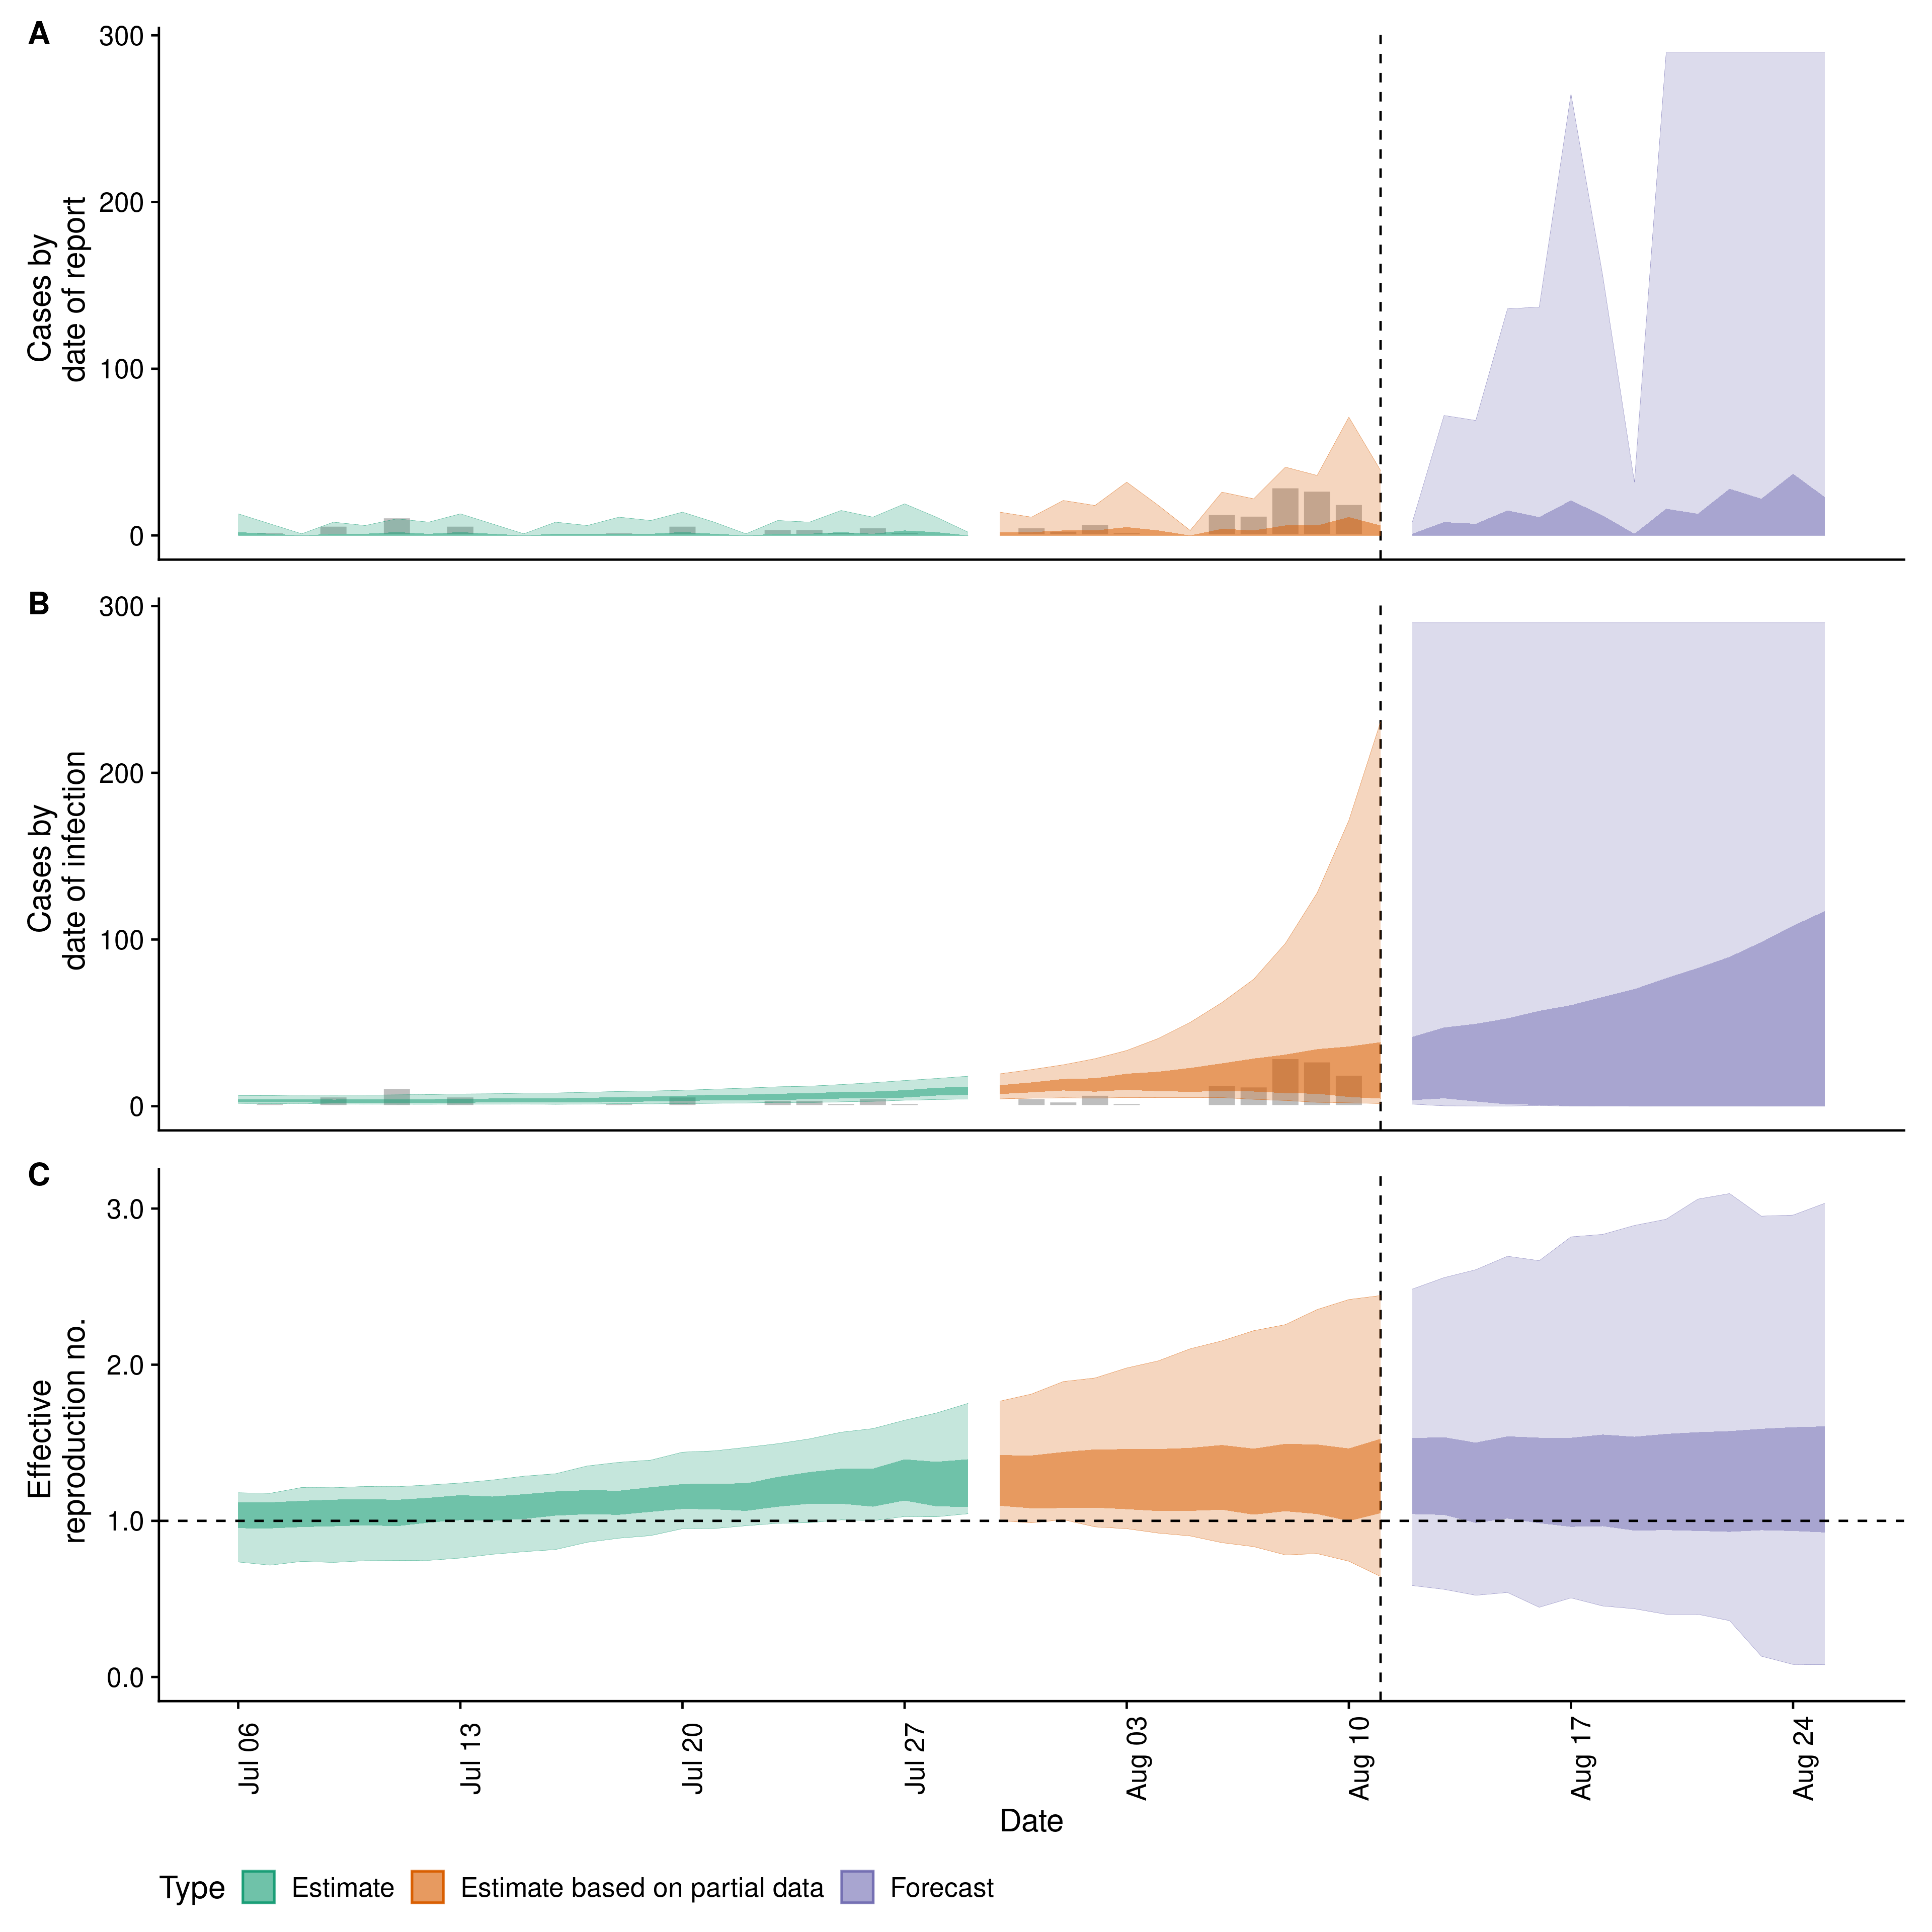 A
300
200
100
0
Cases by
date of report
B
300
200
100
0
Cases by
date of infection
C
3.0
2.0
1.0
0.0
Effective
reproduction no.
Jul 06
Jul 13
Jul 20
Jul 27
Aug 03
Aug 10
Aug 17
Aug 24
Date
Type Estimate Estimate based on partial data Forecast